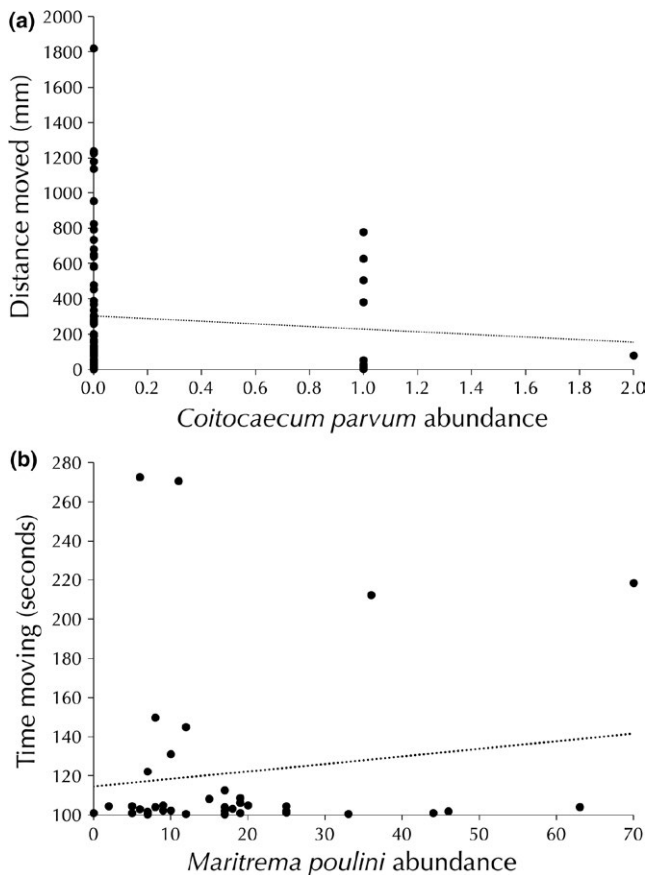 (a)
2000
1800
1600
1400
1200
1000
800
600
400
200
0
Distance moved (mm)
0.0 0.2 0.4 0.6 0.8 1.0 1.2 1.4 1.6 1.8 2.0
Coitocaecum parvum abundance
(b)
280
260
240
220
200
180
160
140
120
100
Time moving (seconds)
0 10 20 30 40 50 60 70
Maritrema poulini abundance